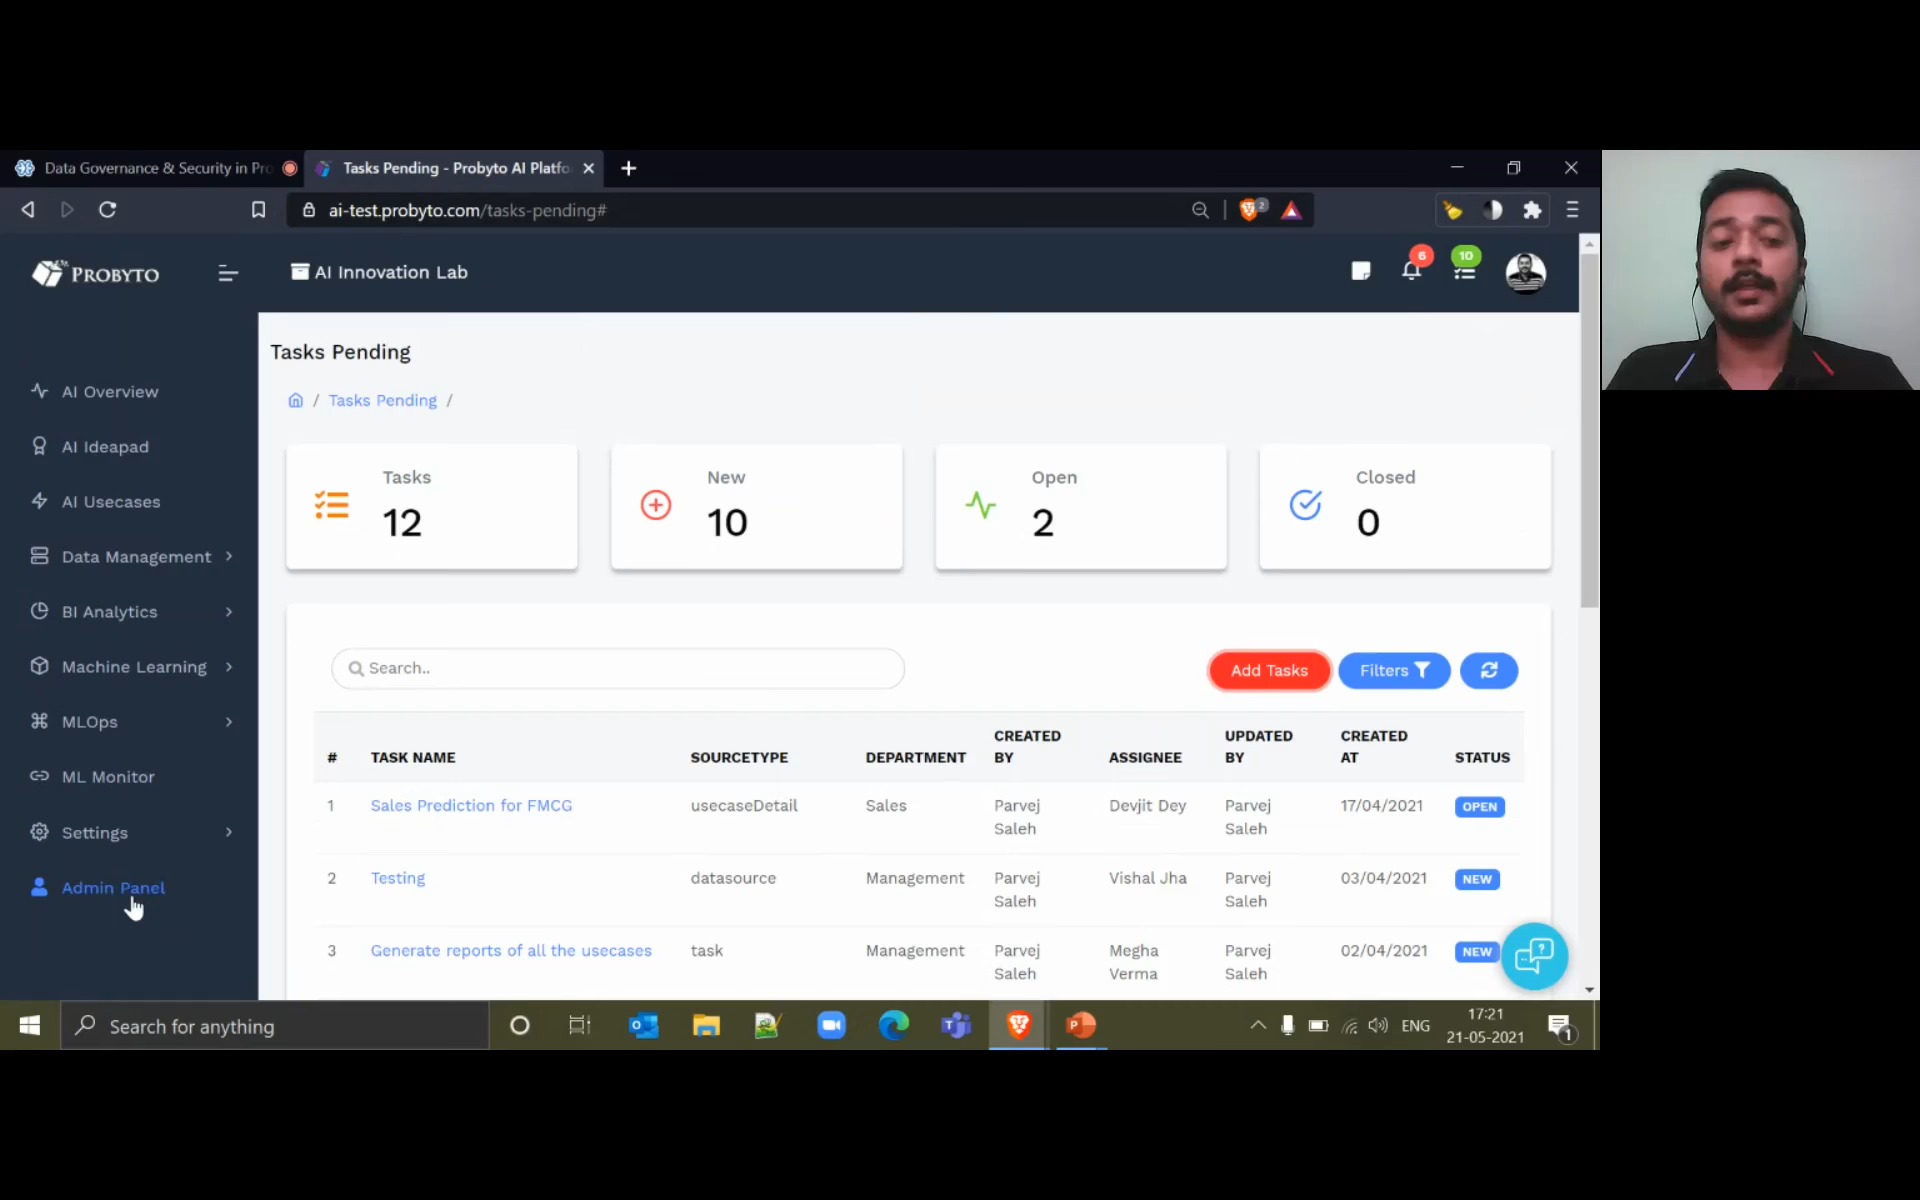 Data Governance & Security in Pro
Tasks Pending - Probyto AI Platfo
ai-test.probyto.com/tasks-pending#
2
PROBYTO
AI Innovation Lab
6
10
AI Overview
AI Ideapad
AI Usecases
Data Management
BI Analytics
Machine Learning
MLOps
ML Monitor
Settings
Admin Panel
Tasks Pending
/ Tasks Pending /
Tasks
12
New
10
Open
2
Closed
0
Search..
Add Tasks
Filters
# TASK NAME SOURCETYPE DEPARTMENT CREATED BY ASSIGNEE UPDATED BY CREATED AT STATUS
1 Sales Prediction for FMCG usecaseDetail Sales Parvej Saleh Devjit Dey Parvej Saleh 17/04/2021 OPEN
2 Testing datasource Management Parvej Saleh Vishal Jha Parvej Saleh 03/04/2021 NEW
3 Generate reports of all the usecases task Management Parvej Saleh Megha Verma Parvej Saleh 02/04/2021 NEW
Search for anything
ENG
17:21
21-05-2021
1